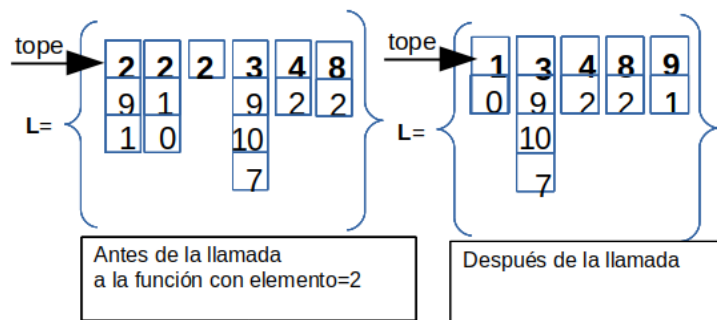 tope
2 2 2 3 4 8
9 1 9 2 2
L=
1 0 10
7
Antes de la llamada
a la función con elemento=2
tope
1 3 4 8 9
0 9 2 2 1
L=
10
7
Después de la llamada